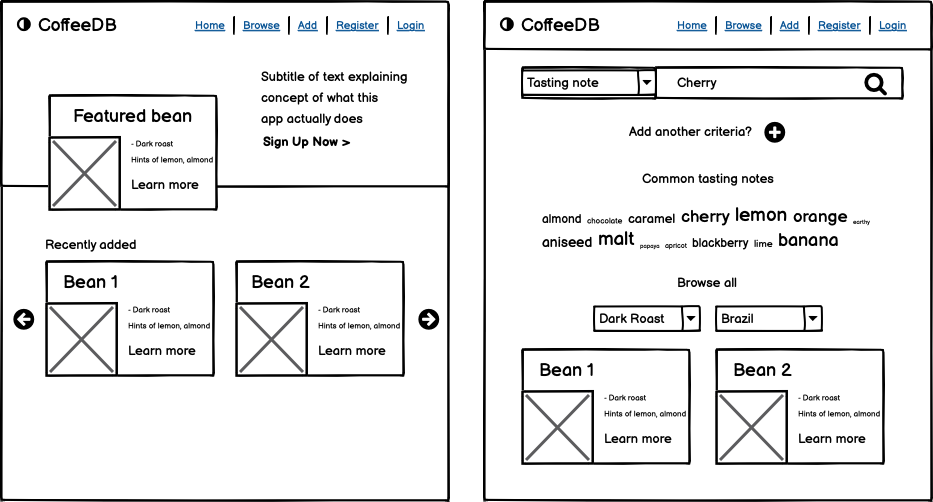 CoffeeDB
Home Browse Add Register Login
Subtitle of text explaining
concept of what this
app actually does
Sign Up Now >
Featured bean
- Dark roast
Hints of lemon, almond
Learn more
Recently added
Bean 1
- Dark roast
Hints of lemon, almond
Learn more
Bean 2
- Dark roast
Hints of lemon, almond
Learn more
CoffeeDB
Home Browse Add Register Login
Tasting note Cherry
Add another criteria?
Common tasting notes
almond chocolate caramel cherry lemon orange earthy
aniseed malt papaya apricot blackberry lime banana
Browse all
Dark Roast Brazil
Bean 1
- Dark roast
Hints of lemon, almond
Learn more
Bean 2
- Dark roast
Hints of lemon, almond
Learn more